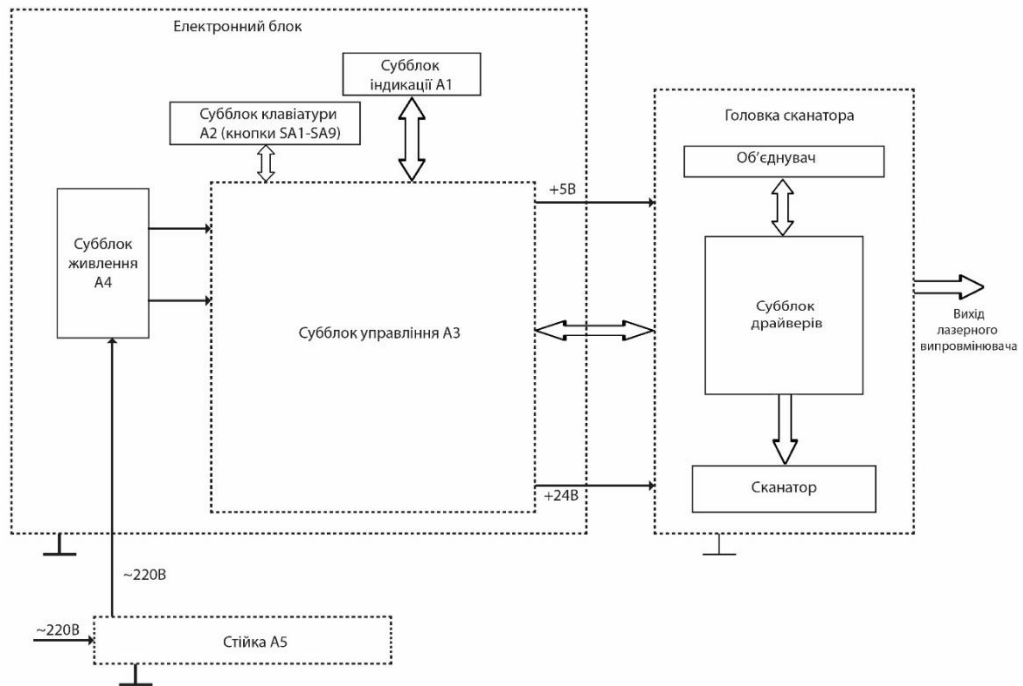 Електронний блок
Субблок
індикації А1
Субблок клавіатури
А2 (кнопки SA1-SA9)
Субблок
живлення
А4
Субблок управління А3
+5В
+24В
Головка сканатора
Об'єднувач
Субблок
драйверів
Сканатор
Вихід
лазерного
випровмінювача
~220В
~220В
Стійка А5